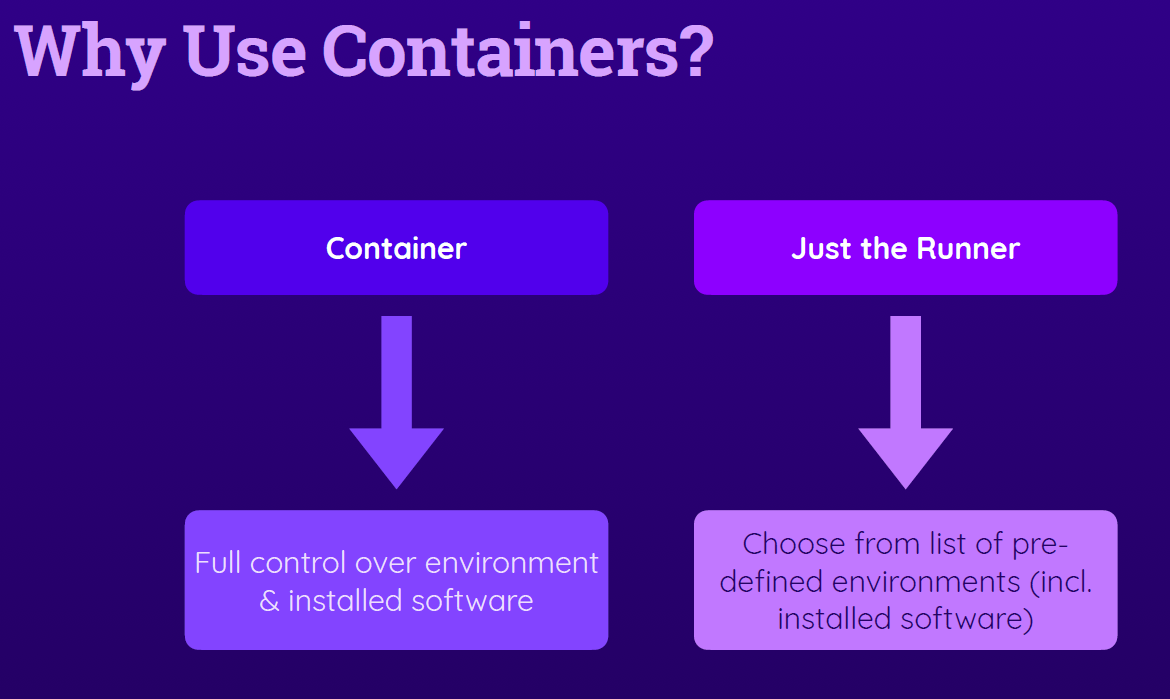 Why Use Containers?
Container
Just the Runner
Full control over environment
& installed software
Choose from list of pre-
defined environments (incl.
installed software)